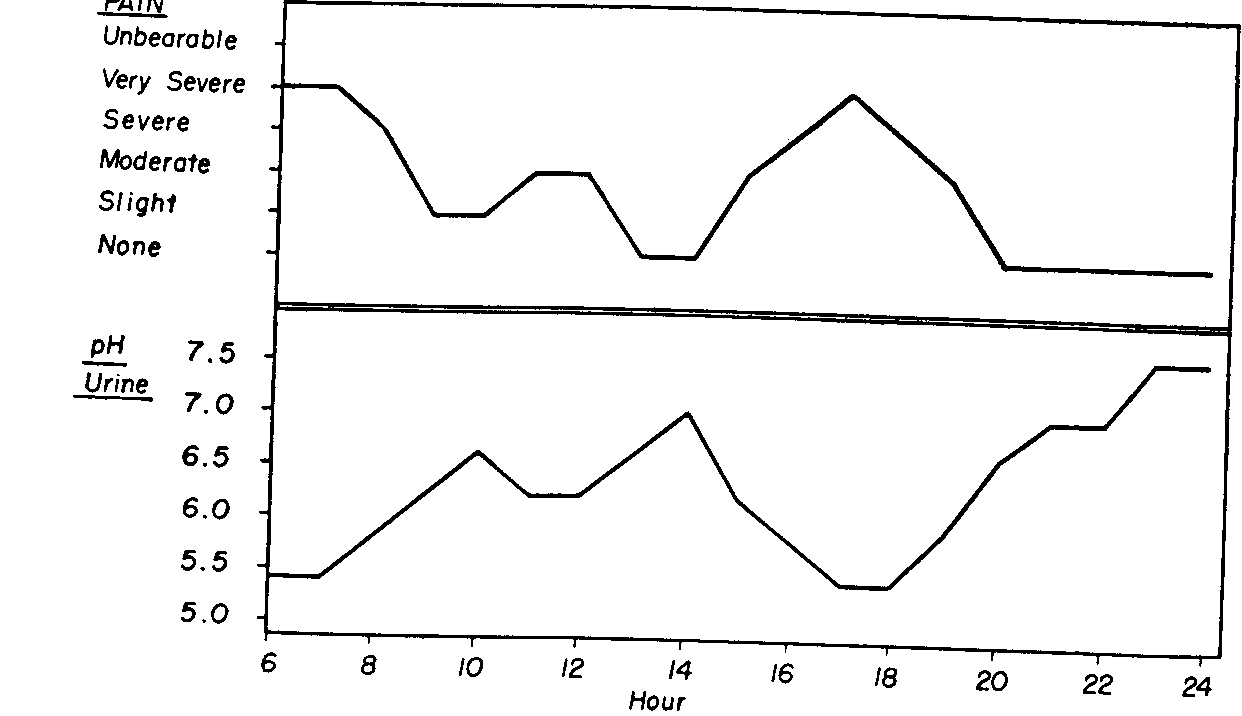 PAIN
Unbearable
Very Severe
Severe
Moderate
Slight
None
pH
Urine
7.5
7.0
6.5
6.0
5.5
5.0
6 8 10 12 14 16 18 20 22 24
Hour